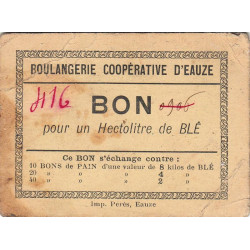 BOULANGERIE COOPÉRATIVE D'EAUZE
416 BON
pour un Hectolitre de BLÉ
Ce BON s'échange contre :
10 BONS de PAIN d'une valeur de 8 kilos de BLÉ
20 » » » 4 »
40 » » » 2 »
Imp. Perés, Eauze